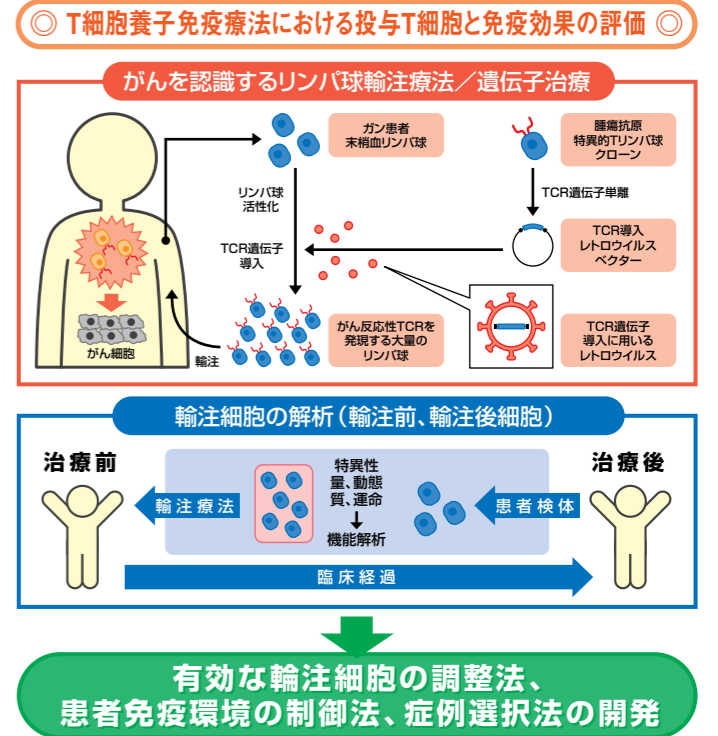 ◎ T細胞養子免疫療法における投与T細胞と免疫効果の評価 ◎
がんを認識するリンパ球輸注療法／遺伝子治療
ガン患者
末梢血リンパ球
腫瘍抗原
特異的Tリンパ球
クローン
リンパ球
活性化
TCR遺伝子単離
TCR遺伝子
導入
TCR導入
レトロウイルス
ベクター
がん細胞
輸注
がん反応性TCRを
発現する大量の
リンパ球
TCR遺伝子
導入に用いる
レトロウイルス
輸注細胞の解析（輸注前、輸注後細胞）
治療前
輸注療法
特異性
量、動態
質、運命
機能解析
患者検体
治療後
臨床経過
有効な輸注細胞の調整法、
患者免疫環境の制御法、症例選択法の開発